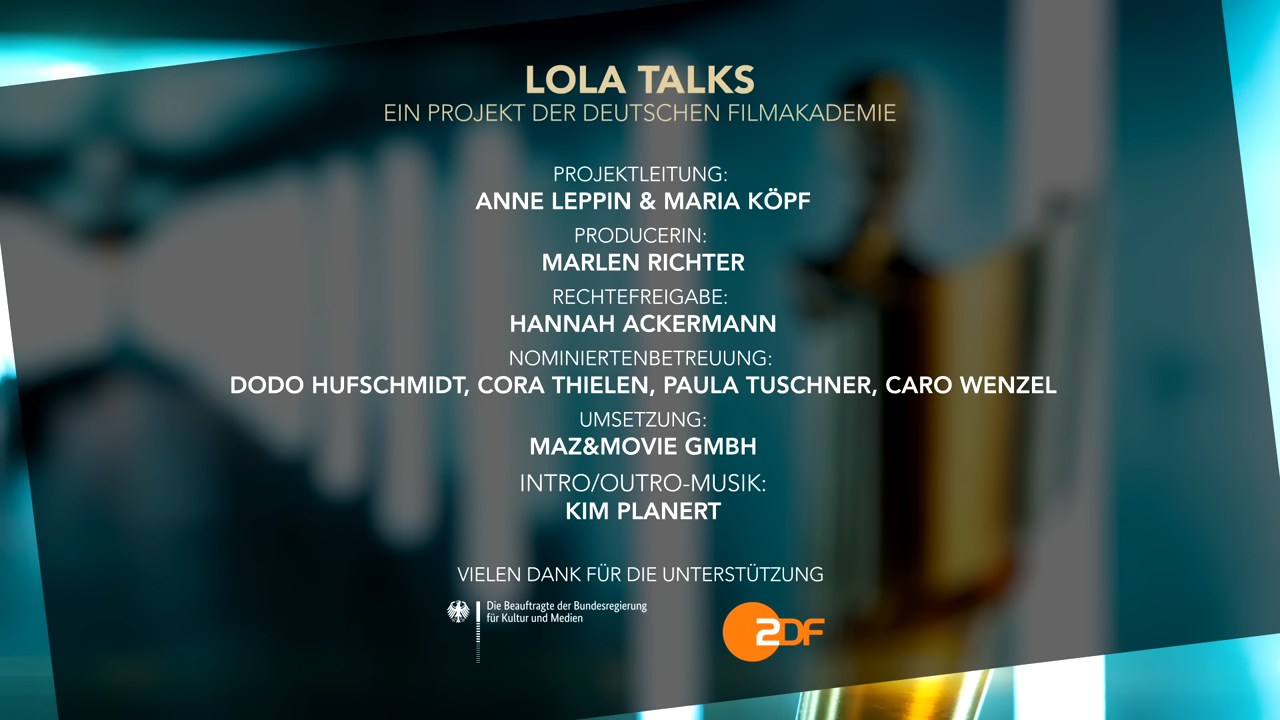 LOLA TALKS
EIN PROJEKT DER DEUTSCHEN FILMAKADEMIE
PROJEKTLEITUNG:
ANNE LEPPIN & MARIA KÖPF
PRODUCERIN:
MARLEN RICHTER
RECHTEFREIGABE:
HANNAH ACKERMANN
NOMINIERTENBETREUUNG:
DODO HUFSCHMIDT, CORA THIELEN, PAULA TUSCHNER, CARO WENZEL
UMSETZUNG:
MAZ&MOVIE GMBH
INTRO/OUTRO-MUSIK:
KIM PLANERT
VIELEN DANK FÜR DIE UNTERSTÜTZUNG
Die Beauftragte der Bundesregierung
für Kultur und Medien
ZDF